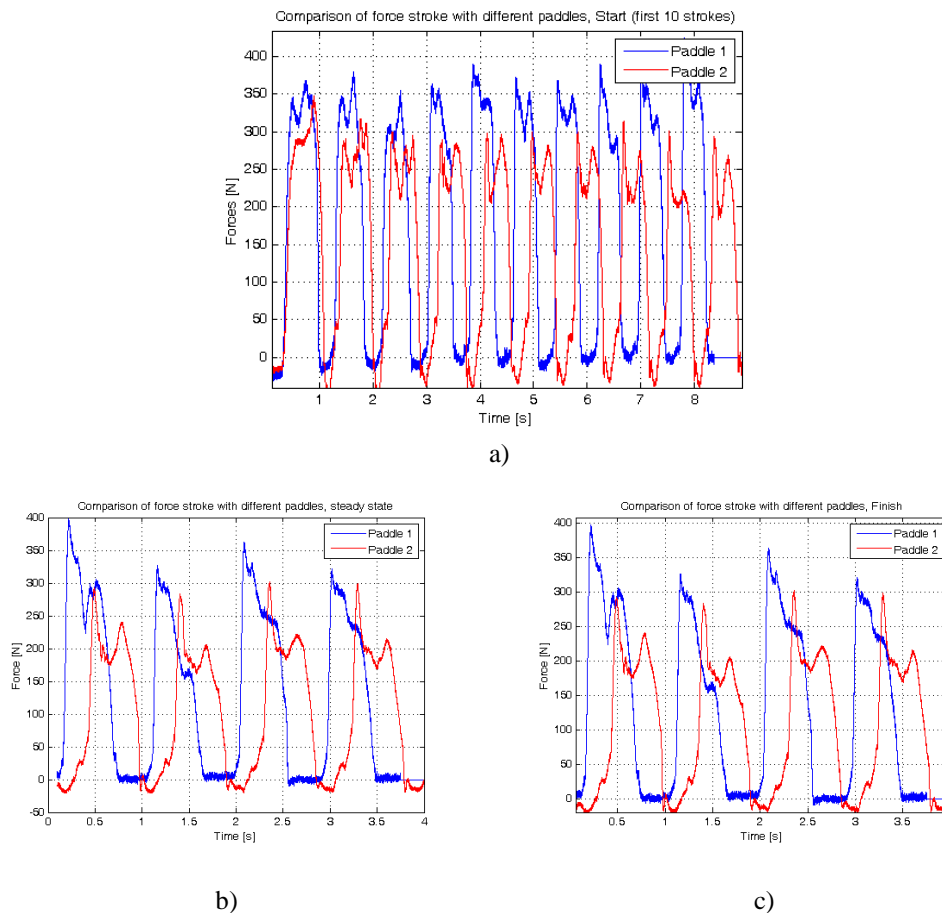 Comparison of force stroke with different paddles, Start (first 10 strokes)
Paddle 1
Paddle 2
400
350
300
250
200
150
100
50
0
Forces [N]
1 2 3 4 5 6 7 8
Time [s]
a)
Comparison of force stroke with different paddles, steady state
Paddle 1
Paddle 2
400
350
300
250
200
150
100
50
0
-50
Force [N]
0 0.5 1 1.5 2 2.5 3 3.5 4
Time [s]
b)
Comparison of force stroke with different paddles, Finish
Paddle 1
Paddle 2
400
350
300
250
200
150
100
50
0
Force [N]
0.5 1 1.5 2 2.5 3 3.5
Time [s]
c)